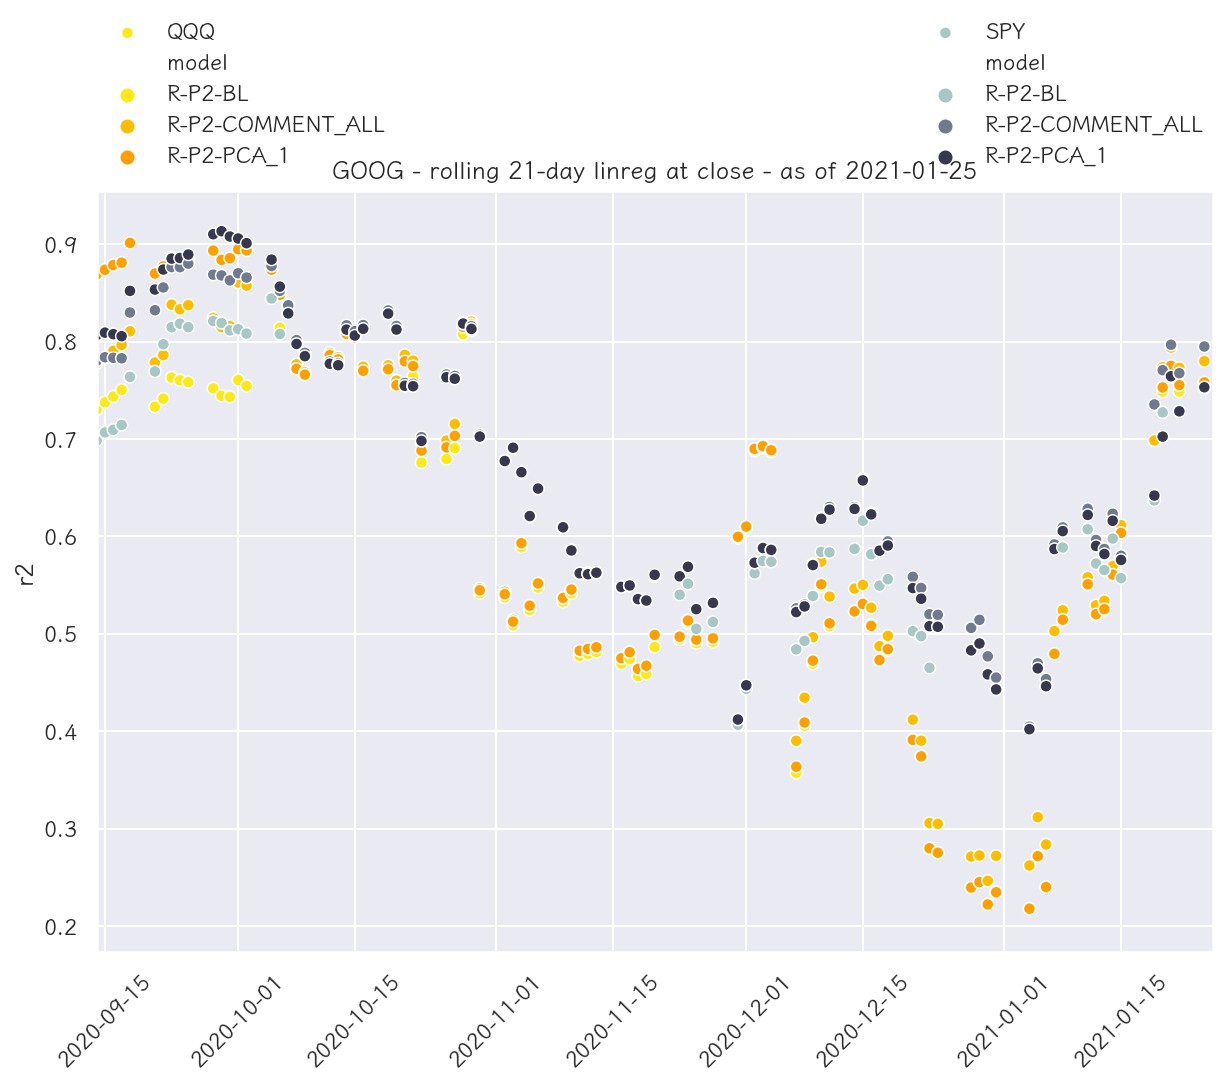 QQQ
model
R-P2-BL
R-P2-COMMENT_ALL
R-P2-PCA_1
SPY
model
R-P2-BL
R-P2-COMMENT_ALL
R-P2-PCA_1
GOOG - rolling 21-day linreg at close - as of 2021-01-25
0.9
0.8
0.7
0.6
0.5
0.4
0.3
0.2
r2
2020-09-15
2020-10-01
2020-10-15
2020-11-01
2020-11-15
2020-12-01
2020-12-15
2021-01-01
2021-01-15